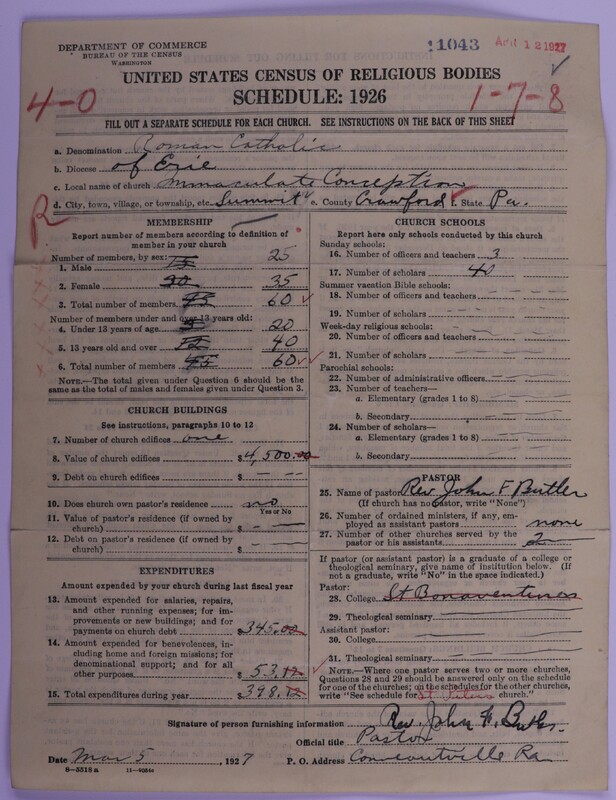 DEPARTMENT OF COMMERCE
BUREAU OF THE CENSUS
WASHINGTON
11043
APR 12 1927
UNITED STATES CENSUS OF RELIGIOUS BODIES
SCHEDULE: 1926
4-0
1-7-8
FILL OUT A SEPARATE SCHEDULE FOR EACH CHURCH. SEE INSTRUCTIONS ON THE BACK OF THIS SHEET
a. Denomination Roman Catholic
b. Diocese of Erie
c. Local name of church Immaculate Conception
d. City, town, village, or township, etc. Summit e. County Crawford f. State Pa.
R
MEMBERSHIP
Report number of members according to definition of
member in your church
Number of members, by sex:
1. Male 15 25
2. Female 30 35
3. Total number of members 45 60
Number of members under and over 13 years old:
4. Under 13 years of age 20
5. 13 years old and over 40
6. Total number of members 45 60
NOTE.—The total given under Question 6 should be
the same as the total of males and females given under Question 3.
CHURCH BUILDINGS
See instructions, paragraphs 10 to 12
7. Number of church edifices one
8. Value of church edifices $4,500.00
9. Debt on church edifices $
10. Does church own pastor's residence no
Yes or No
11. Value of pastor's residence (if owned by
church) $
12. Debt on pastor's residence (if owned by
church) $
EXPENDITURES
Amount expended by your church during last fiscal year
13. Amount expended for salaries, repairs,
and other running expenses; for im-
provements or new buildings; and for
payments on church debt $345.00
14. Amount expended for benevolences,
including home and foreign missions; for
denominational support; and for all
other purposes $53.12
15. Total expenditures during year $398.12
CHURCH SCHOOLS
Report here only schools conducted by this church
Sunday schools:
16. Number of officers and teachers 3
17. Number of scholars 40
Summer vacation Bible schools:
18. Number of officers and teachers
19. Number of scholars
Week-day religious schools:
20. Number of officers and teachers
21. Number of scholars
Parochial schools:
22. Number of administrative officers
23. Number of teachers—
a. Elementary (grades 1 to 8)
b. Secondary
24. Number of scholars—
a. Elementary (grades 1 to 8)
b. Secondary
PASTOR
25. Name of pastor Rev John F Butler
(If church has no pastor, write "None")
26. Number of ordained ministers, if any, em-
ployed as assistant pastors none
27. Number of other churches served by the
pastor or his assistants 2
If pastor (or assistant pastor) is a graduate of a college or
theological seminary, give name of institution below. (If
not a graduate, write "No" in the space indicated.)
Pastor:
28. College St Bonaventures
29. Theological seminary
Assistant pastor:
30. College
31. Theological seminary
NOTE.—Where one pastor serves two or more churches,
Questions 28 and 29 should be answered only on the schedule
for one of the churches; on the schedules for the other churches,
write "See schedule for St Peters church."
Signature of person furnishing information Rev. John F. Butler
Official title Pastor
Date Mar 5, 1927 P. O. Address Conneautville Pa
8—5518 a 11—9054